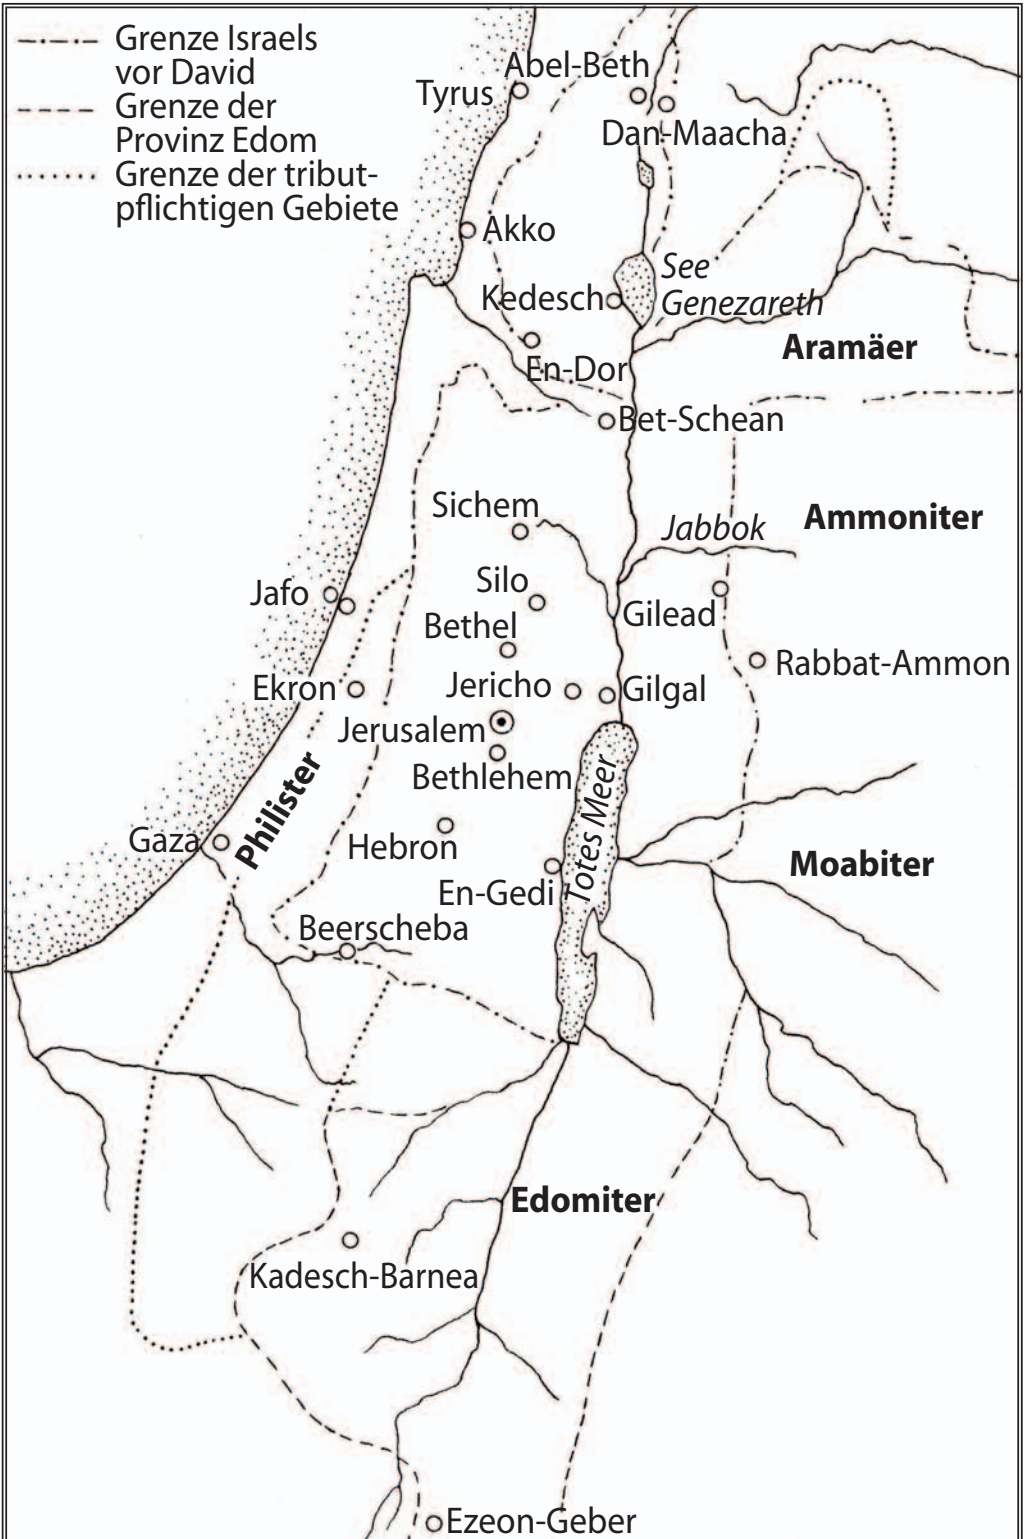 Grenze Israels
vor David
Grenze der
Provinz Edom
Grenze der tribut-
pflichtigen Gebiete
Abel-Beth
Tyrus
Dan-Maacha
Akko
See
Genezareth
Kedesch
Aramäer
En-Dor
Bet-Schean
Sichem
Ammoniter
Jabbok
Silo
Jafo
Gilead
Bethel
Rabbat-Ammon
Ekron
Jericho
Gilgal
Jerusalem
Bethlehem
Philister
Totes Meer
Gaza
Hebron
Moabiter
En-Gedi
Beerscheba
Edomiter
Kadesch-Barnea
Ezeon-Geber